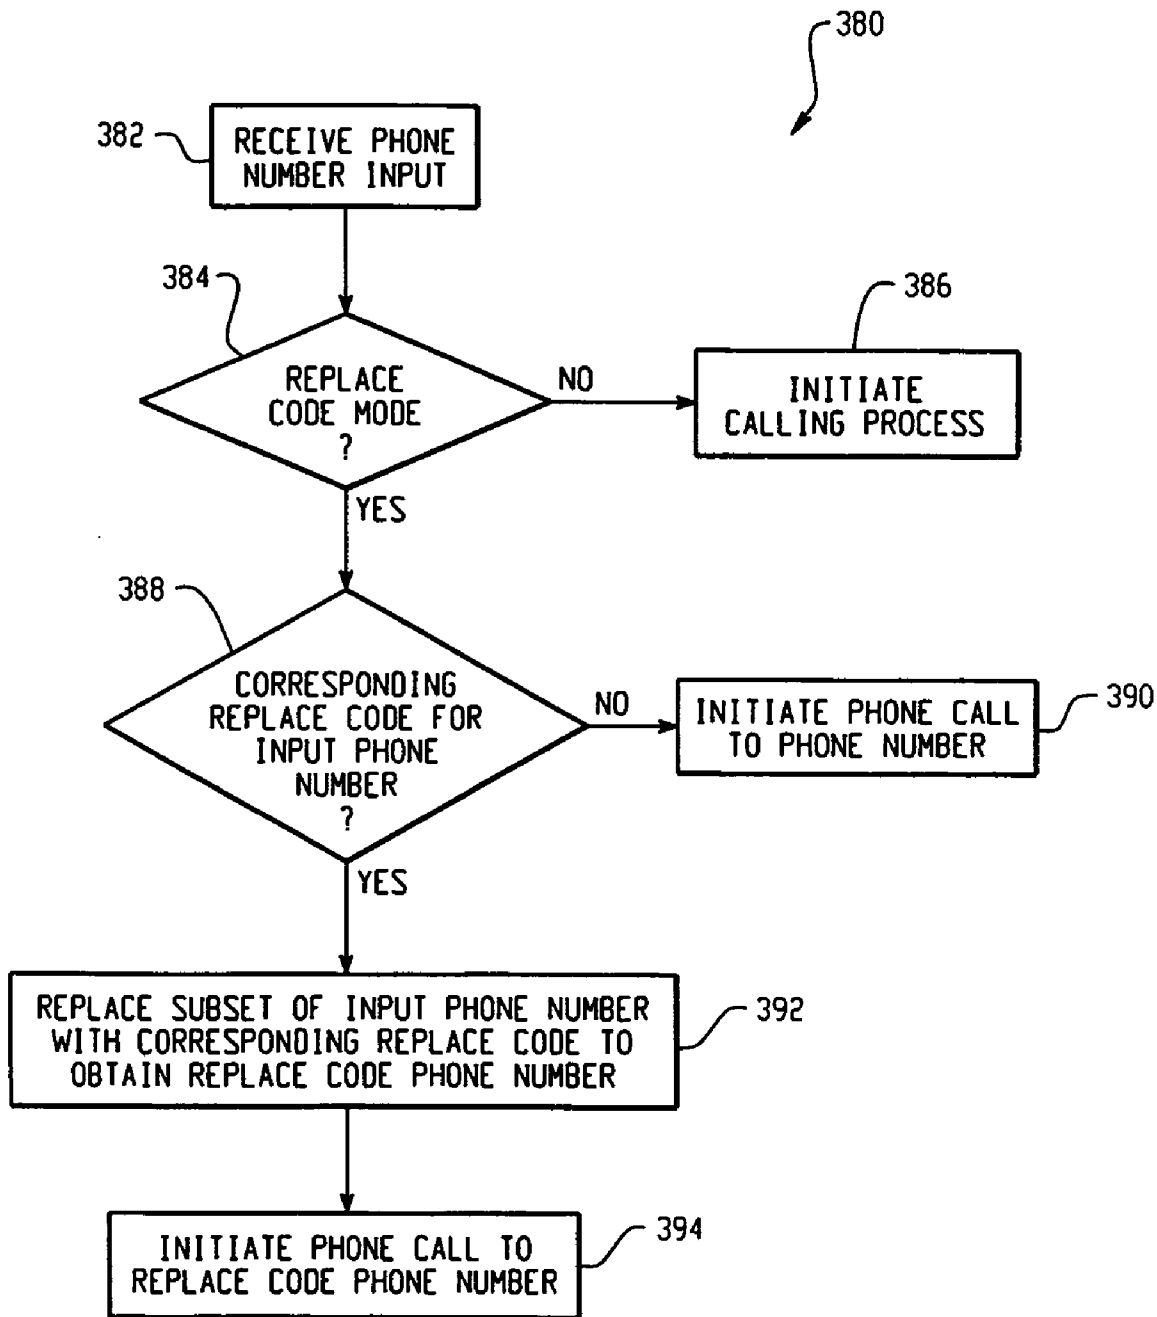 380
382
RECEIVE PHONE
NUMBER INPUT
384
386
REPLACE
CODE MODE
?
NO
INITIATE
CALLING PROCESS
YES
388
CORRESPONDING
REPLACE CODE FOR
INPUT PHONE
NUMBER
?
NO
INITIATE PHONE CALL
TO PHONE NUMBER
390
YES
REPLACE SUBSET OF INPUT PHONE NUMBER
WITH CORRESPONDING REPLACE CODE TO
OBTAIN REPLACE CODE PHONE NUMBER
392
INITIATE PHONE CALL TO
REPLACE CODE PHONE NUMBER
394